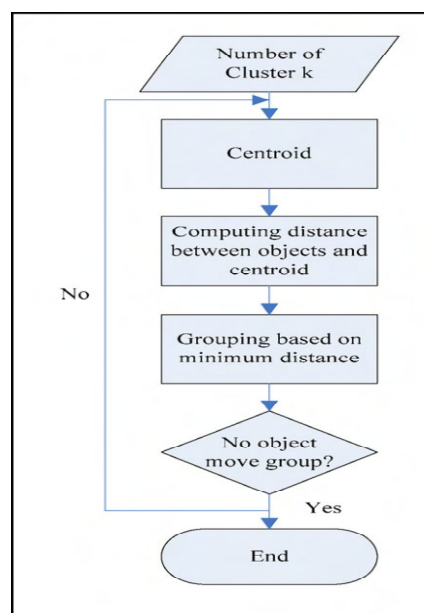 Number of
Cluster k
Centroid
Computing distance
between objects and
centroid
No
Grouping based on
minimum distance
No object
move group?
Yes
End